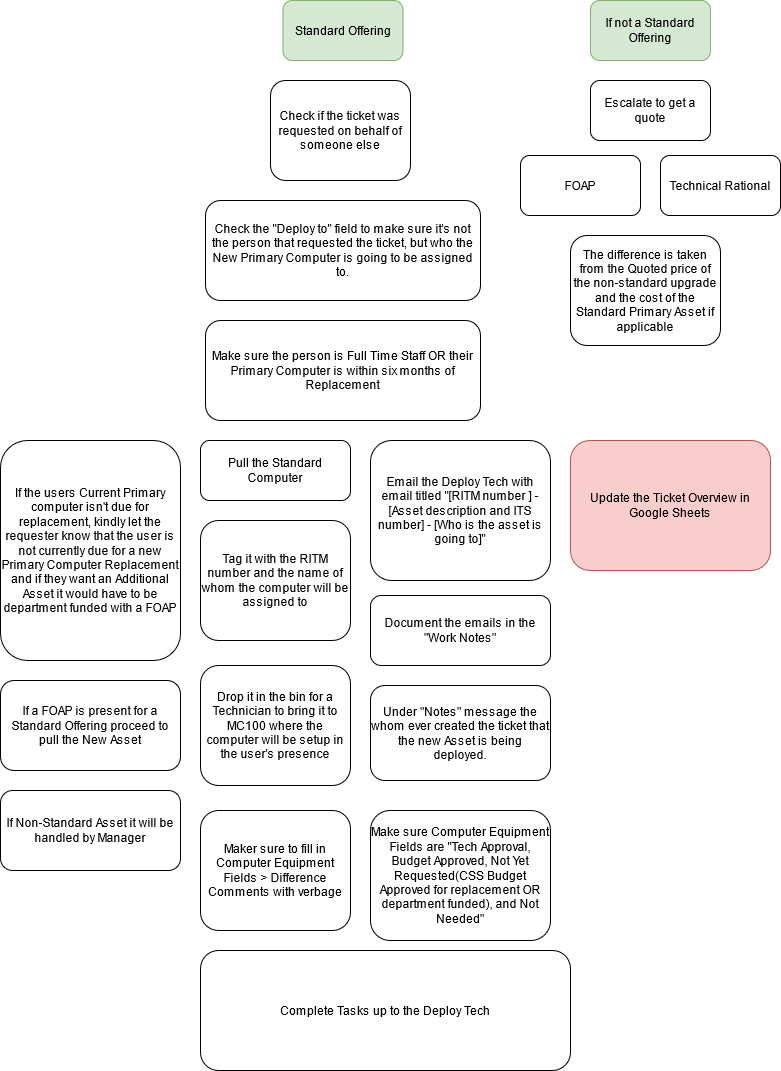 Standard Offering
If not a Standard
Offering
Check if the ticket was
requested on behalf of
someone else
Escalate to get a
quote
FOAP
Technical Rational
Check the "Deploy to" field to make sure it's not
the person that requested the ticket, but who the
New Primary Computer is going to be assigned
to.
The difference is taken
from the Quoted price of
the non-standard upgrade
and the cost of the
Standard Primary Asset if
applicable
Make sure the person is Full Time Staff OR their
Primary Computer is within six months of
Replacement
If the users Current Primary
computer isn't due for
replacement, kindly let the
requester know that the user is
not currently due for a new
Primary Computer Replacement
and if they want an Additional
Asset it would have to be
department funded with a FOAP
If a FOAP is present for a
Standard Offering proceed to
pull the New Asset
If Non-Standard Asset it will be
handled by Manager
Pull the Standard
Computer
Tag it with the RITM
number and the name of
whom the computer will be
assigned to
Drop it in the bin for a
Technician to bring it to
MC100 where the
computer will be setup in
the user's presence
Maker sure to fill in
Computer Equipment
Fields > Difference
Comments with verbage
Email the Deploy Tech with
email titled "[RITM number ] -
[Asset description and ITS
number] - [Who is the asset is
going to]"
Document the emails in the
"Work Notes"
Under "Notes" message the
whom ever created the ticket that
the new Asset is being
deployed.
Make sure Computer Equipment
Fields are "Tech Approval,
Budget Approved, Not Yet
Requested(CSS Budget
Approved for replacement OR
department funded), and Not
Needed"
Update the Ticket Overview in
Google Sheets
Complete Tasks up to the Deploy Tech